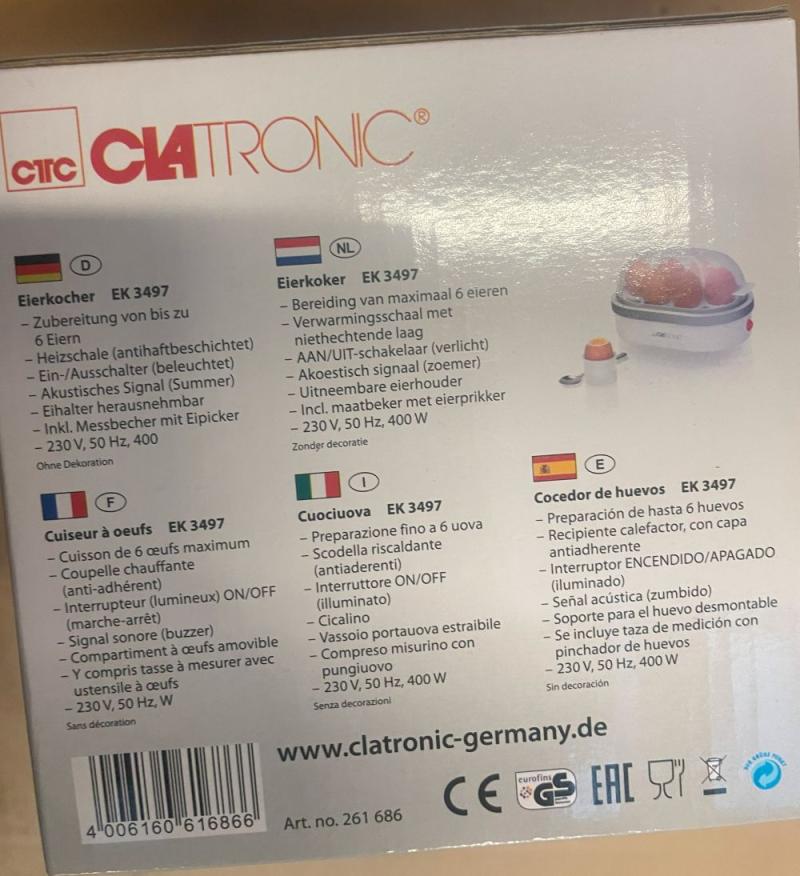 CTC CLATRONIC®
D
Eierkocher EK 3497
– Zubereitung von bis zu
6 Eiern
– Heizschale (antihaftbeschichtet)
– Ein-/Ausschalter (beleuchtet)
– Akustisches Signal (Summer)
– Eihalter herausnehmbar
– Inkl. Messbecher mit Eipicker
– 230 V, 50 Hz, 400
Ohne Dekoration
NL
Eierkoker EK 3497
– Bereiding van maximaal 6 eieren
– Verwarmingsschaal met
niethechtende laag
– AAN/UIT-schakelaar (verlicht)
– Akoestisch signaal (zoemer)
– Uitneembare eierhouder
– Incl. maatbeker met eierprikker
– 230 V, 50 Hz, 400 W
Zonder decoratie
CLATRONIC
F
Cuiseur à oeufs EK 3497
– Cuisson de 6 œufs maximum
– Coupelle chauffante
(anti-adhérent)
– Interrupteur (lumineux) ON/OFF
(marche-arrêt)
– Signal sonore (buzzer)
– Compartiment à œufs amovible
– Y compris tasse à mesurer avec
ustensile à œufs
– 230 V, 50 Hz, W
Sans décoration
I
Cuociuova EK 3497
– Preparazione fino a 6 uova
– Scodella riscaldante
(antiaderenti)
– Interruttore ON/OFF
(illuminato)
– Cicalino
– Vassoio portauova estraibile
– Compreso misurino con
pungiuovo
– 230 V, 50 Hz, 400 W
Senza decorazioni
E
Cocedor de huevos EK 3497
– Preparación de hasta 6 huevos
– Recipiente calefactor, con capa
antiadherente
– Interruptor ENCENDIDO/APAGADO
(iluminado)
– Señal acústica (zumbido)
– Soporte para el huevo desmontable
– Se incluye taza de medición con
pinchador de huevos
– 230 V, 50 Hz, 400 W
Sin decoración
www.clatronic-germany.de
4 006160 616866
Art. no. 261 686
CE
eurofins
GS
EAC
DER GRÜNE PUNKT